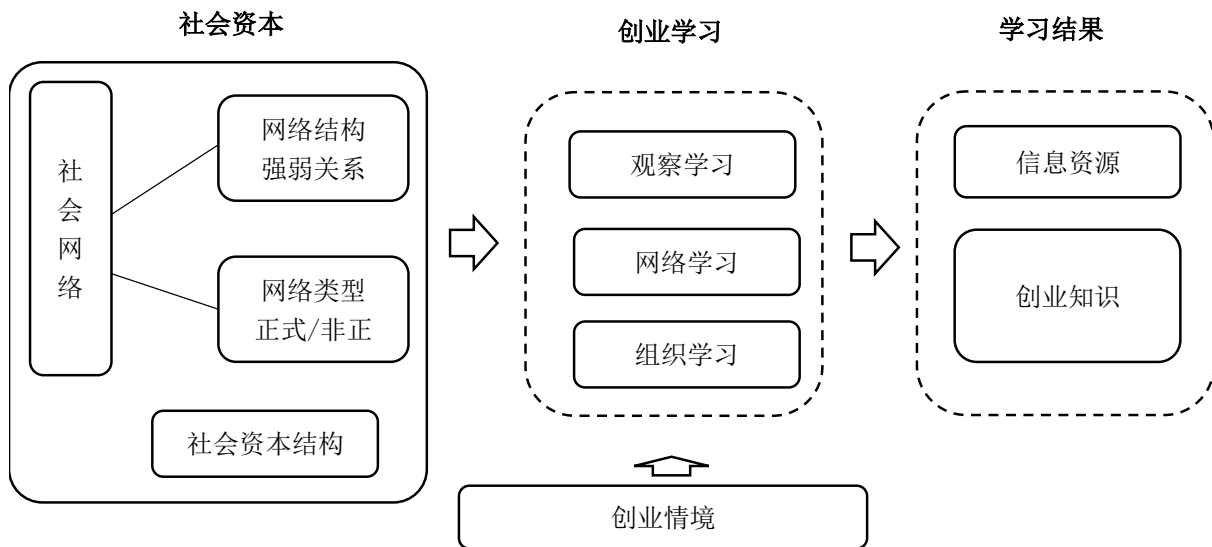 社会资本
创业学习
学习结果
社
会
网
络
网络结构
强弱关系
网络类型
正式/非正
社会资本结构
观察学习
网络学习
组织学习
信息资源
创业知识
创业情境